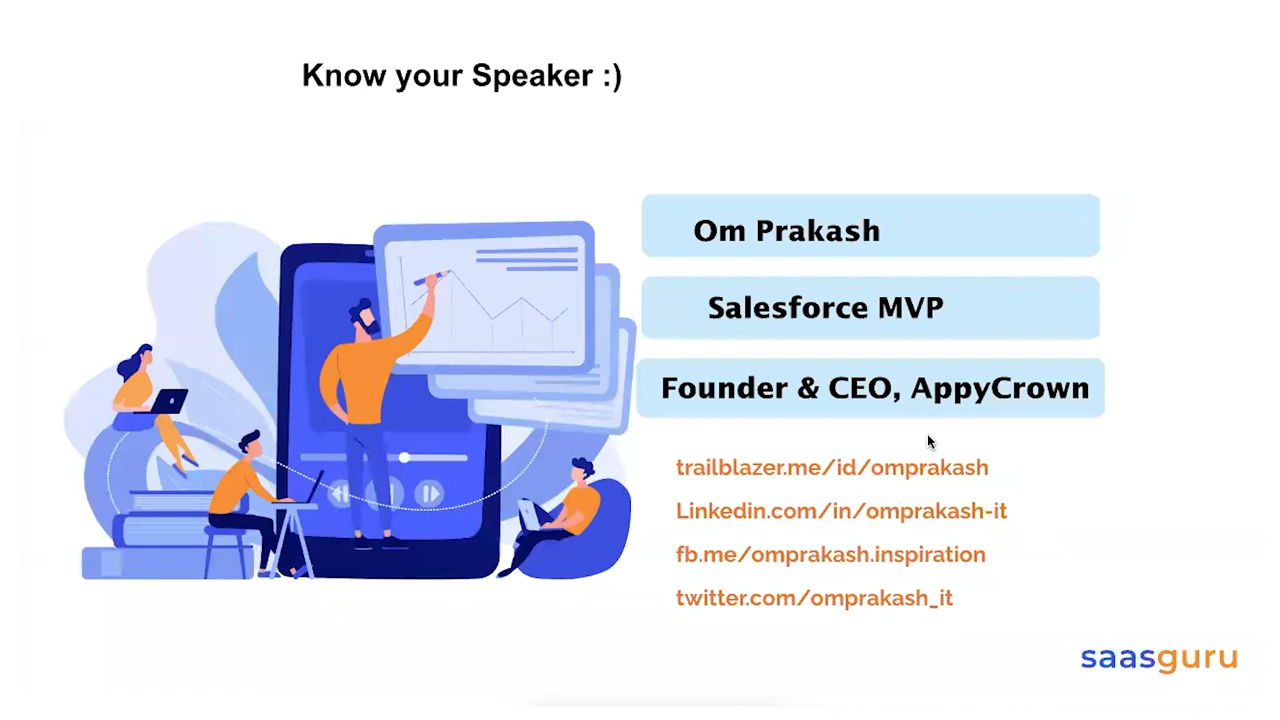 Know your Speaker :)
Om Prakash
Salesforce MVP
Founder & CEO, AppyCrown
trailblazer.me/id/omprakash
Linkedin.com/in/omprakash-it
fb.me/omprakash.inspiration
twitter.com/omprakash_it
saasguru